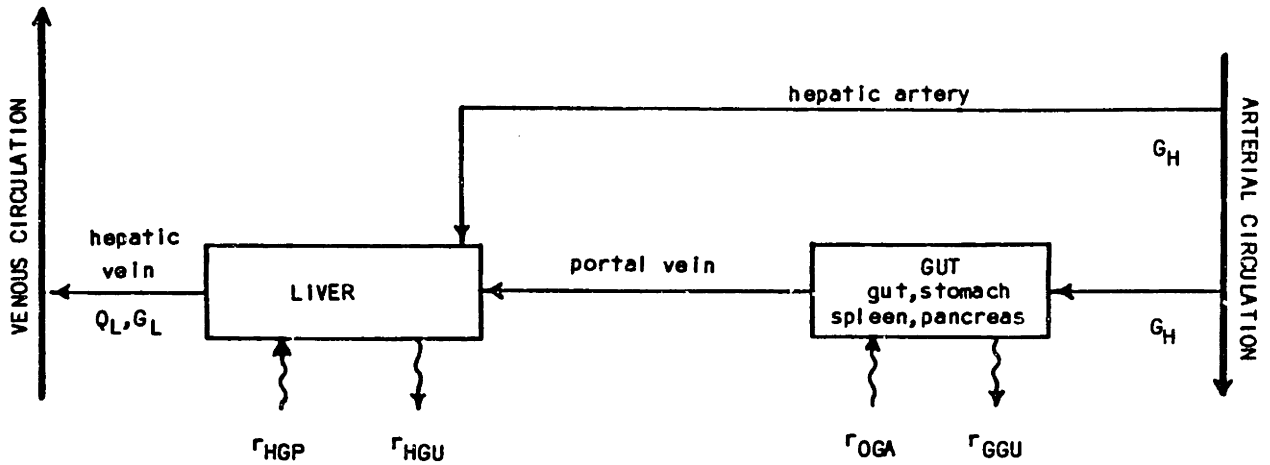 VENOUS CIRCULATION
hepatic artery
G_H
ARTERIAL CIRCULATION
hepatic
vein
Q_L,G_L
LIVER
portal vein
GUT
gut,stomach
spleen,pancreas
G_H
r_HGP
r_HGU
r_OGA
r_GGU